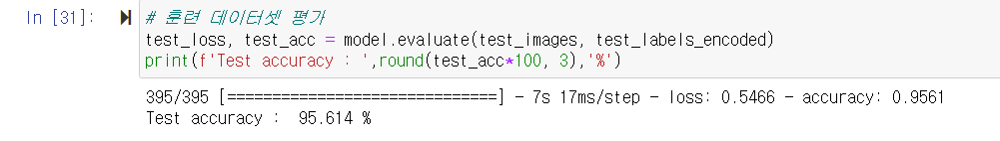 In [31]:
# 훈련 데이터셋 평가
test_loss, test_acc = model.evaluate(test_images, test_labels_encoded)
print(f'Test accuracy : ',round(test_acc*100, 3),'%')
395/395 [==============================] - 7s 17ms/step - loss: 0.5466 - accuracy: 0.9561
Test accuracy :  95.614 %